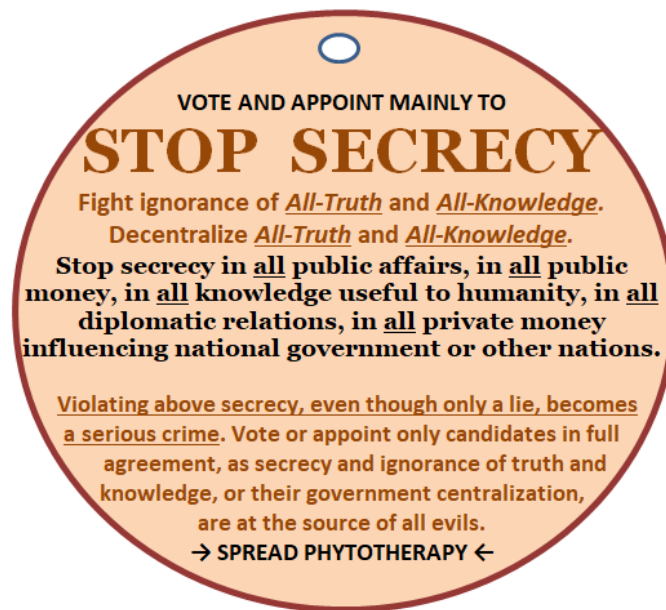 VOTE AND APPOINT MAINLY TO
STOP SECRECY
Fight ignorance of All-Truth and All-Knowledge.
Decentralize All-Truth and All-Knowledge.
Stop secrecy in all public affairs, in all public
money, in all knowledge useful to humanity, in all
diplomatic relations, in all private money
influencing national government or other nations.
Violating above secrecy, even though only a lie, becomes
a serious crime. Vote or appoint only candidates in full
agreement, as secrecy and ignorance of truth and
knowledge, or their government centralization,
are at the source of all evils.
→ SPREAD PHYTOTHERAPY ←